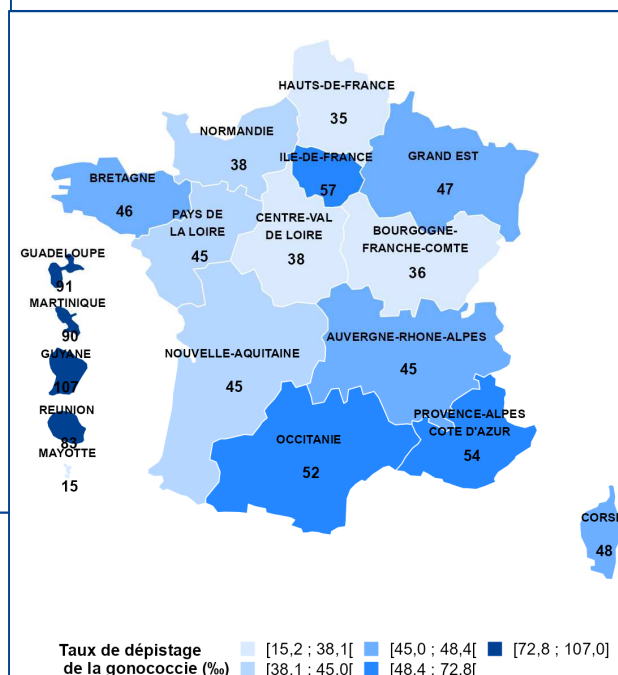 HAUTS-DE-FRANCE
35
NORMANDIE
38
ILE-DE-FRANCE
57
GRAND EST
47
BRETAGNE
46
PAYS DE
LA LOIRE
45
CENTRE-VAL
DE LOIRE
38
BOURGOGNE-
FRANCHE-COMTE
36
GUADELOUPE
91
MARTINIQUE
90
GUYANE
107
REUNION
83
MAYOTTE
15
NOUVELLE-AQUITAINE
45
AUVERGNE-RHONE-ALPES
45
OCCITANIE
52
PROVENCE-ALPES
COTE D'AZUR
54
CORS
48
Taux de dépistage
de la gonococcie (‰)
[15,2 ; 38,1[
[45,0 ; 48,4[
[72,8 ; 107,0]
[38,1 ; 45,0[
[48,4 ; 72,8[